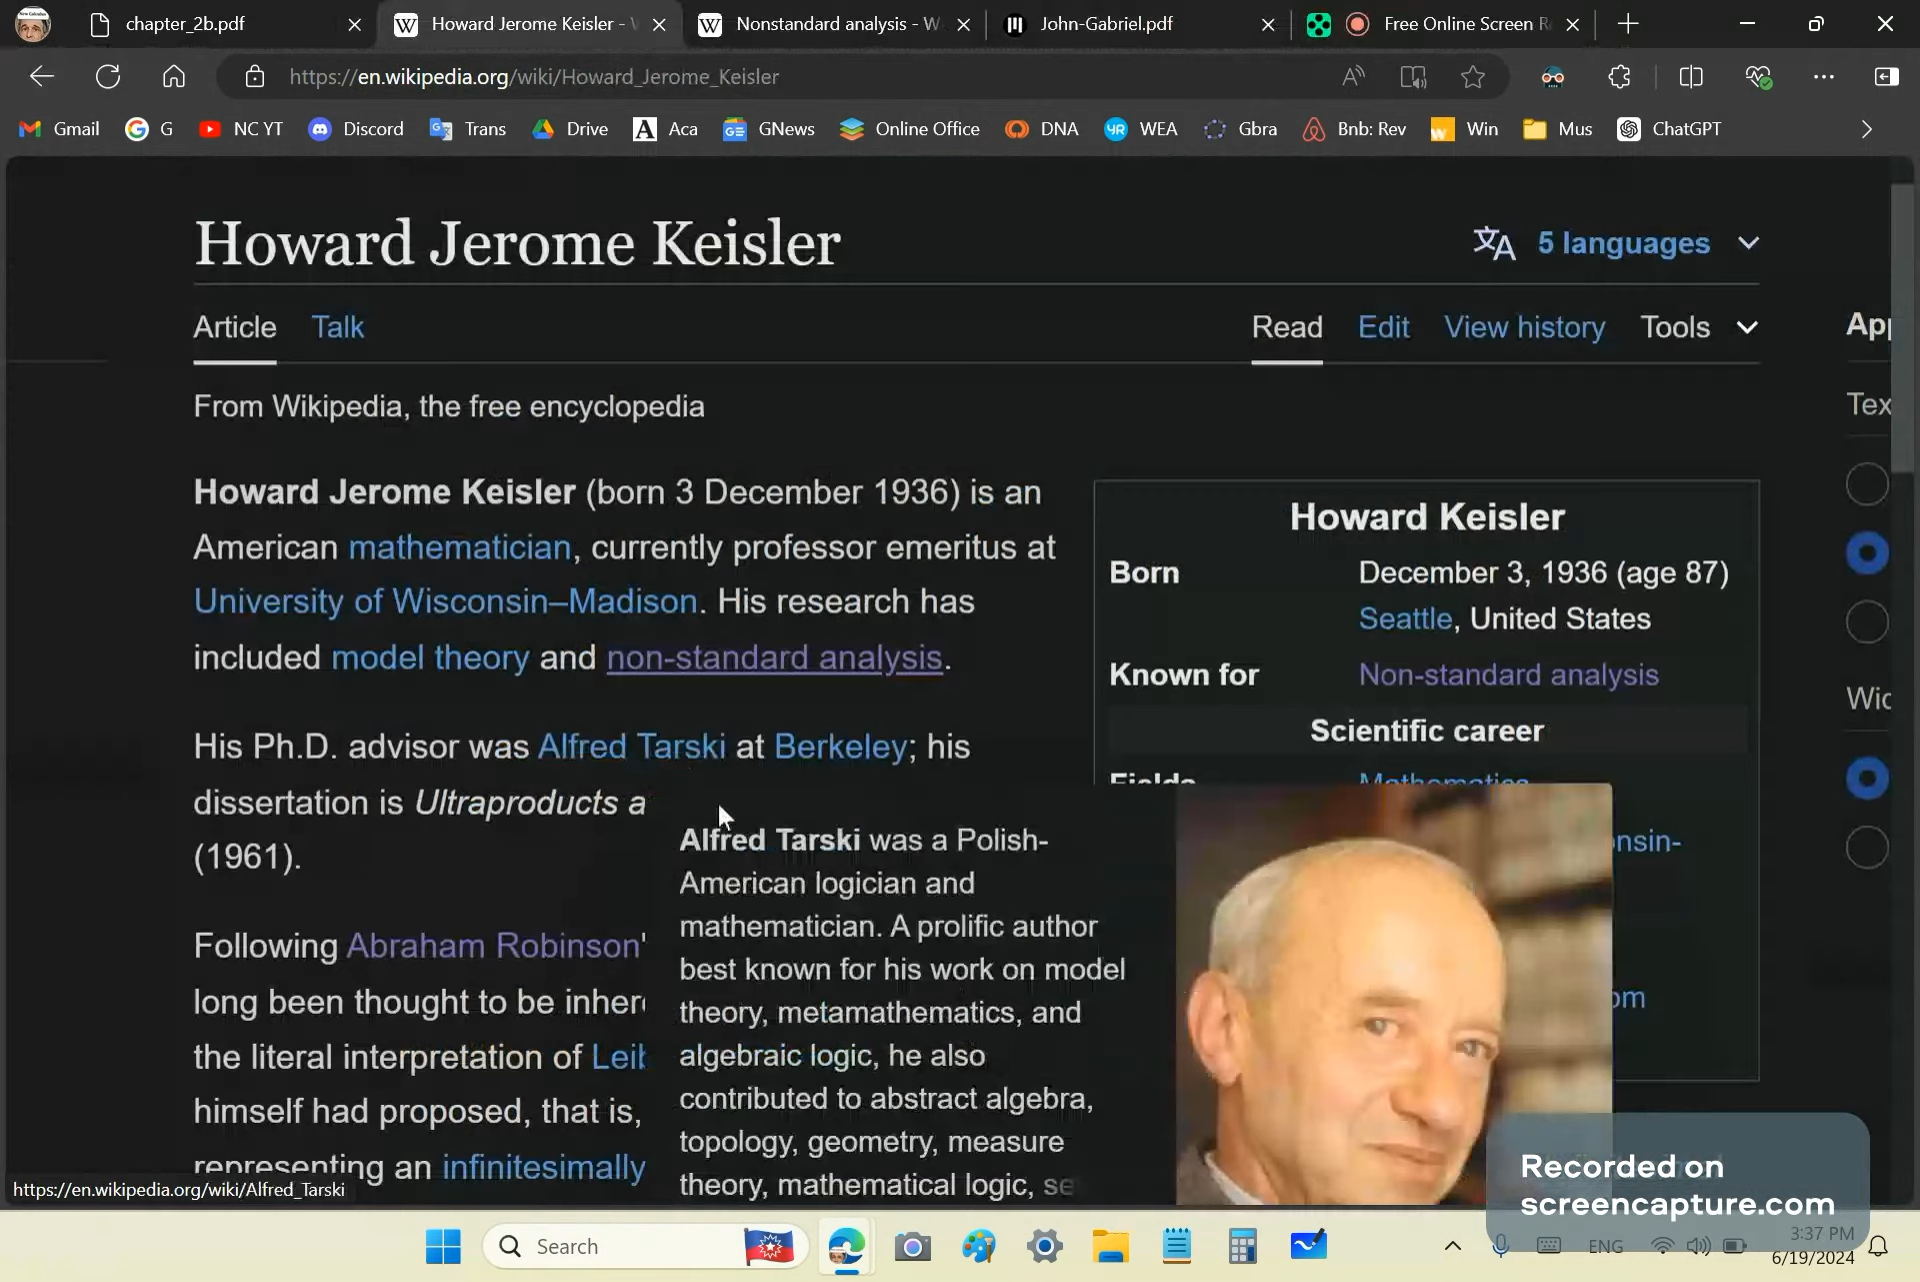 chapter_2b.pdf
Howard Jerome Keisler -
Nonstandard analysis - W
John-Gabriel.pdf
Free Online Screen R
https://en.wikipedia.org/wiki/Howard_Jerome_Keisler
Gmail G NC YT Discord Trans Drive Aca GNews Online Office DNA WEA Gbra Bnb: Rev Win Mus ChatGPT
Howard Jerome Keisler
5 languages
Article Talk
Read Edit View history Tools
From Wikipedia, the free encyclopedia
Howard Jerome Keisler (born 3 December 1936) is an
American mathematician, currently professor emeritus at
University of Wisconsin–Madison. His research has
included model theory and non-standard analysis.
His Ph.D. advisor was Alfred Tarski at Berkeley; his
dissertation is Ultraproducts a
(1961).
Following Abraham Robinson'
long been thought to be inher
the literal interpretation of Leib
himself had proposed, that is,
representing an infinitesimally
Howard Keisler
Born December 3, 1936 (age 87)
Seattle, United States
Known for Non-standard analysis
Scientific career
Fields Mathematics
nsin-
om
Alfred Tarski was a Polish-
American logician and
mathematician. A prolific author
best known for his work on model
theory, metamathematics, and
algebraic logic, he also
contributed to abstract algebra,
topology, geometry, measure
theory, mathematical logic, se
App
Tex
Wid
https://en.wikipedia.org/wiki/Alfred_Tarski
Recorded on
screencapture.com
Search
ENG
3:37 PM
6/19/2024